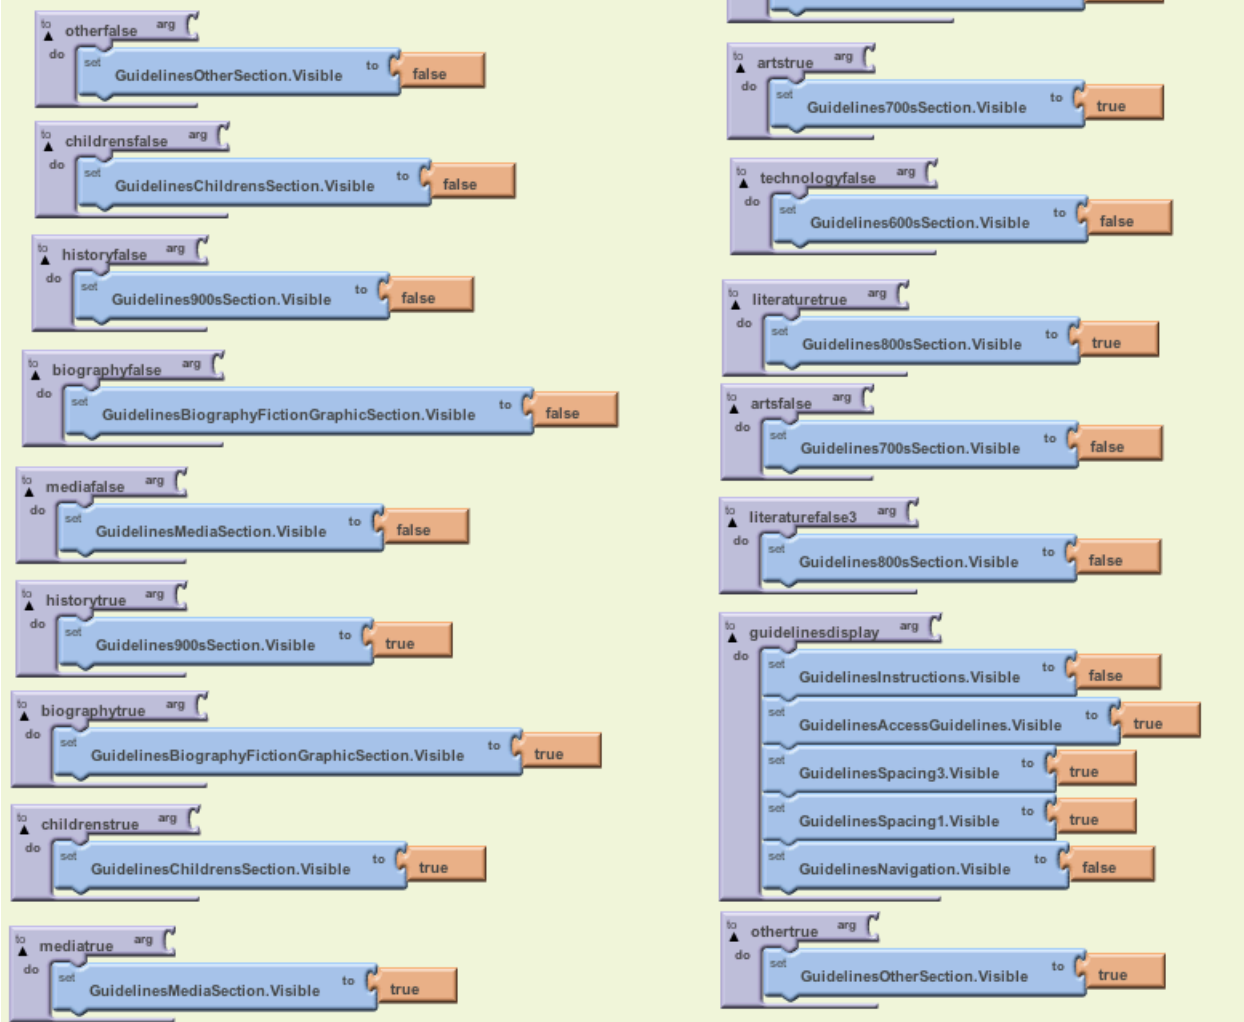 to otherfalse arg
do set GuidelinesOtherSection.Visible to false
to childrensfalse arg
do set GuidelinesChildrensSection.Visible to false
to historyfalse arg
do set Guidelines900sSection.Visible to false
to biographyfalse arg
do set GuidelinesBiographyFictionGraphicSection.Visible to false
to mediafalse arg
do set GuidelinesMediaSection.Visible to false
to historytrue arg
do set Guidelines900sSection.Visible to true
to biographytrue arg
do set GuidelinesBiographyFictionGraphicSection.Visible to true
to childrenstrue arg
do set GuidelinesChildrensSection.Visible to true
to mediatrue arg
do set GuidelinesMediaSection.Visible to true
to artstrue arg
do set Guidelines700sSection.Visible to true
to technologyfalse arg
do set Guidelines600sSection.Visible to false
to literaturetrue arg
do set Guidelines800sSection.Visible to true
to artsfalse arg
do set Guidelines700sSection.Visible to false
to literaturefalse3 arg
do set Guidelines800sSection.Visible to false
to guidelinesdisplay arg
do set GuidelinesInstructions.Visible to false
set GuidelinesAccessGuidelines.Visible to true
set GuidelinesSpacing3.Visible to true
set GuidelinesSpacing1.Visible to true
set GuidelinesNavigation.Visible to false
to othertrue arg
do set GuidelinesOtherSection.Visible to true